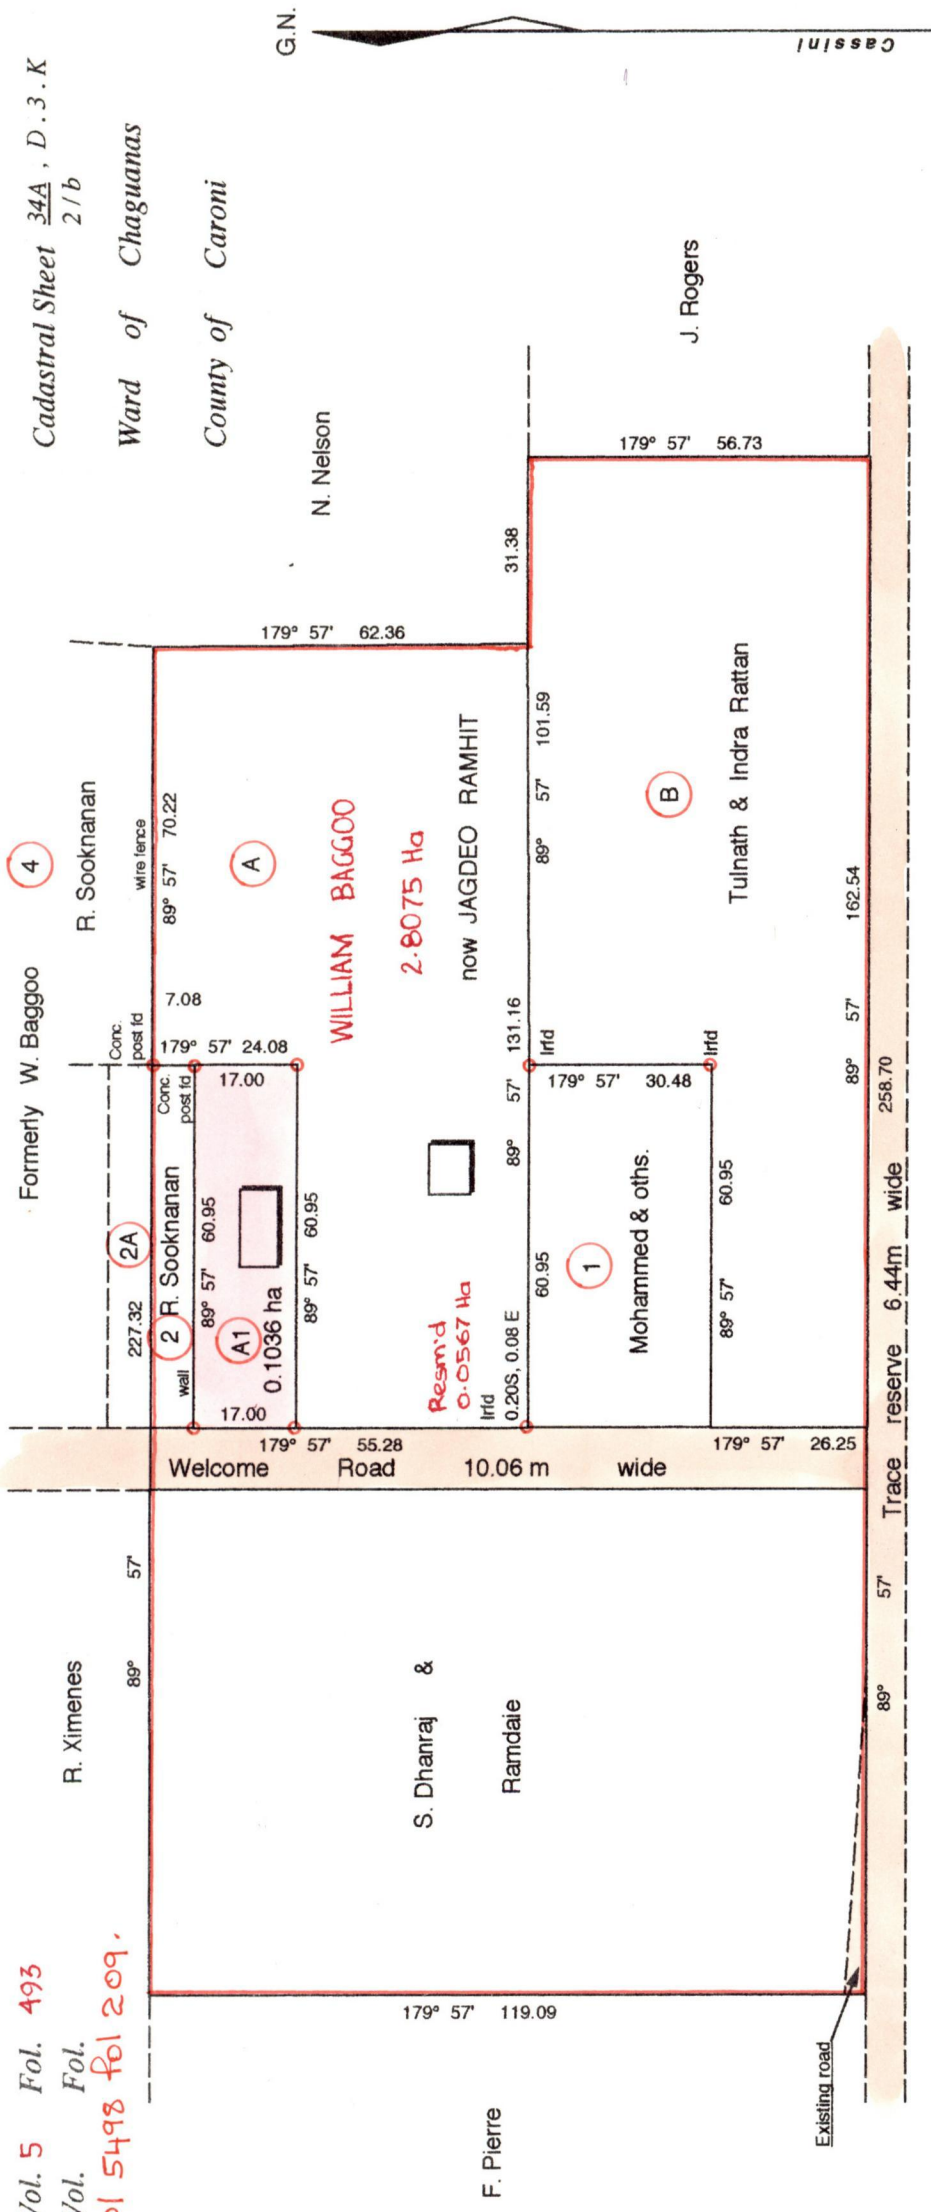 Vol. 5 Fol. 493
Vol. Fol.
5498 fol 209.
Cadastral Sheet 34A , D . 3 . K
2 / b
Ward of Chaguanas
County of Caroni
G.N.
Cassini
Formerly W. Baggoo
4
R. Ximenes
R. Sooknanan
N. Nelson
J. Rogers
F. Pierre
89° 57' 227.32
2A
Conc.
post fd
wire fence
89° 57' 70.22
7.08
179° 57' 24.08
179° 57' 62.36
wall
2 R. Sooknanan
Conc.
post fd
89° 57' 60.95
17.00
A1
0.1036 ha
17.00
89° 57' 60.95
A
WILLIAM BAGGOO
2.8075 Ha
now JAGDEO RAMHIT
Resm'd
0.0567 Ha
Irfd
0.20S, 0.08 E
179° 57' 55.28
Welcome Road 10.06 m wide
S. Dhanraj &
Ramdaie
179° 57' 119.09
89° 57' 131.16
60.95
Irfd
89° 57' 101.59
31.38
179° 57' 56.73
1
Mohammed & oths.
179° 57' 30.48
Irfd
89° 57' 60.95
179° 57' 26.25
B
Tulnath & Indra Rattan
89° 57' 162.54
89° 57' 258.70
Trace reserve 6.44m wide
Existing road